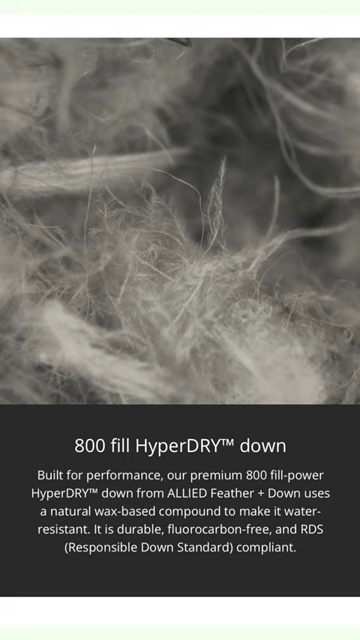 800 fill HyperDRY™ down
Built for performance, our premium 800 fill-power
HyperDRY™ down from ALLIED Feather + Down uses
a natural wax-based compound to make it water-
resistant. It is durable, fluorocarbon-free, and RDS
(Responsible Down Standard) compliant.